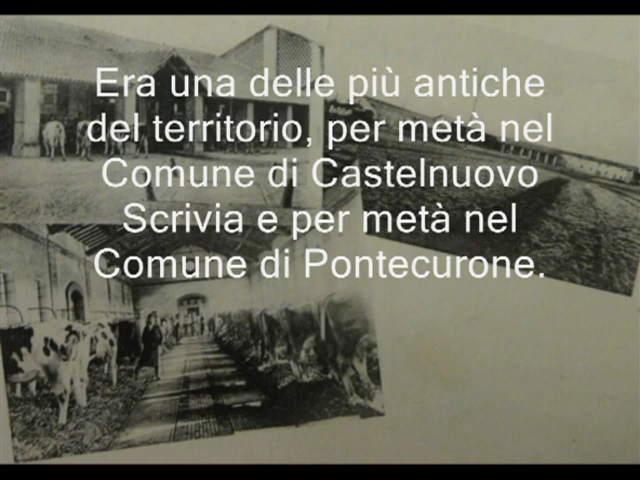 Era una delle più antiche
del territorio, per metà nel
Comune di Castelnuovo
Scrivia e per metà nel
Comune di Pontecurone.